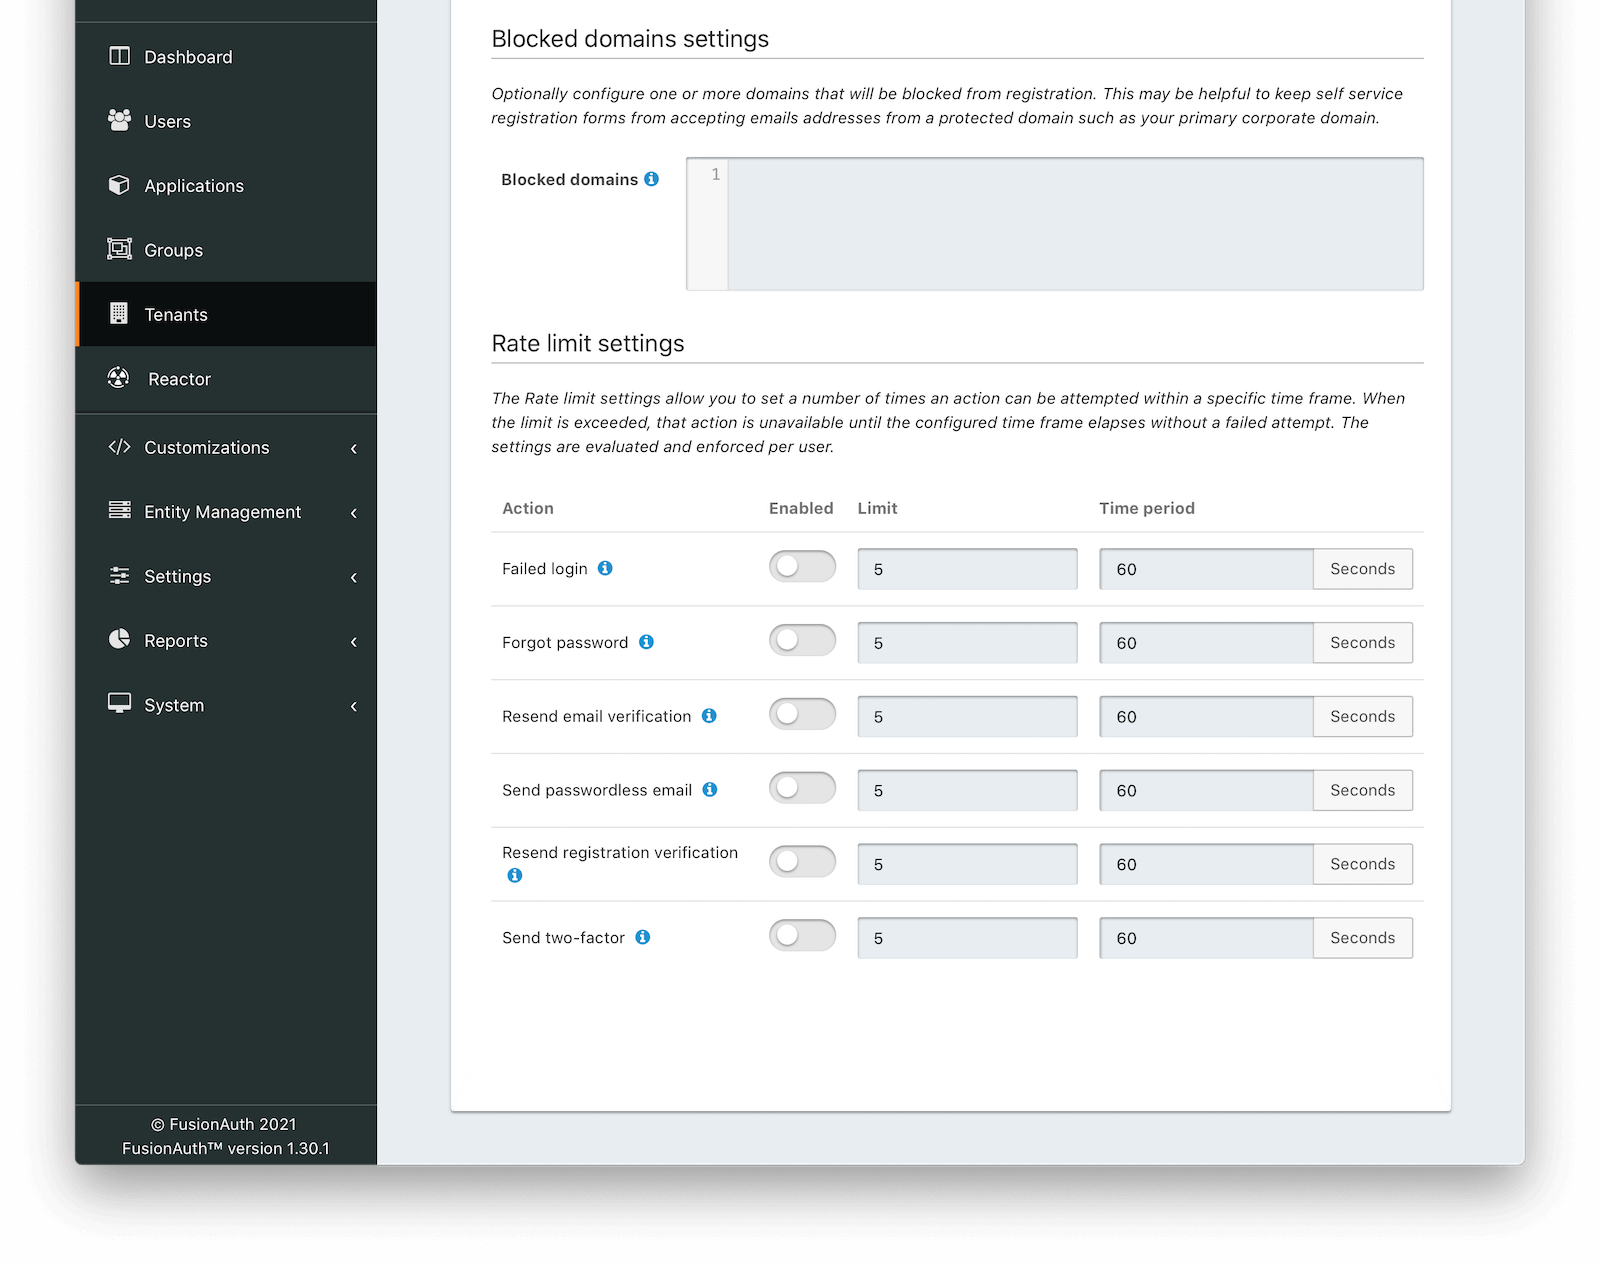 Dashboard
Users
Applications
Groups
Tenants
Reactor
Customizations
Entity Management
Settings
Reports
System
© FusionAuth 2021
FusionAuth™ version 1.30.1
Blocked domains settings
Optionally configure one or more domains that will be blocked from registration. This may be helpful to keep self service
registration forms from accepting emails addresses from a protected domain such as your primary corporate domain.
Blocked domains
1
Rate limit settings
The Rate limit settings allow you to set a number of times an action can be attempted within a specific time frame. When
the limit is exceeded, that action is unavailable until the configured time frame elapses without a failed attempt. The
settings are evaluated and enforced per user.
Action Enabled Limit Time period
Failed login 5 60 Seconds
Forgot password 5 60 Seconds
Resend email verification 5 60 Seconds
Send passwordless email 5 60 Seconds
Resend registration verification 5 60 Seconds
Send two-factor 5 60 Seconds